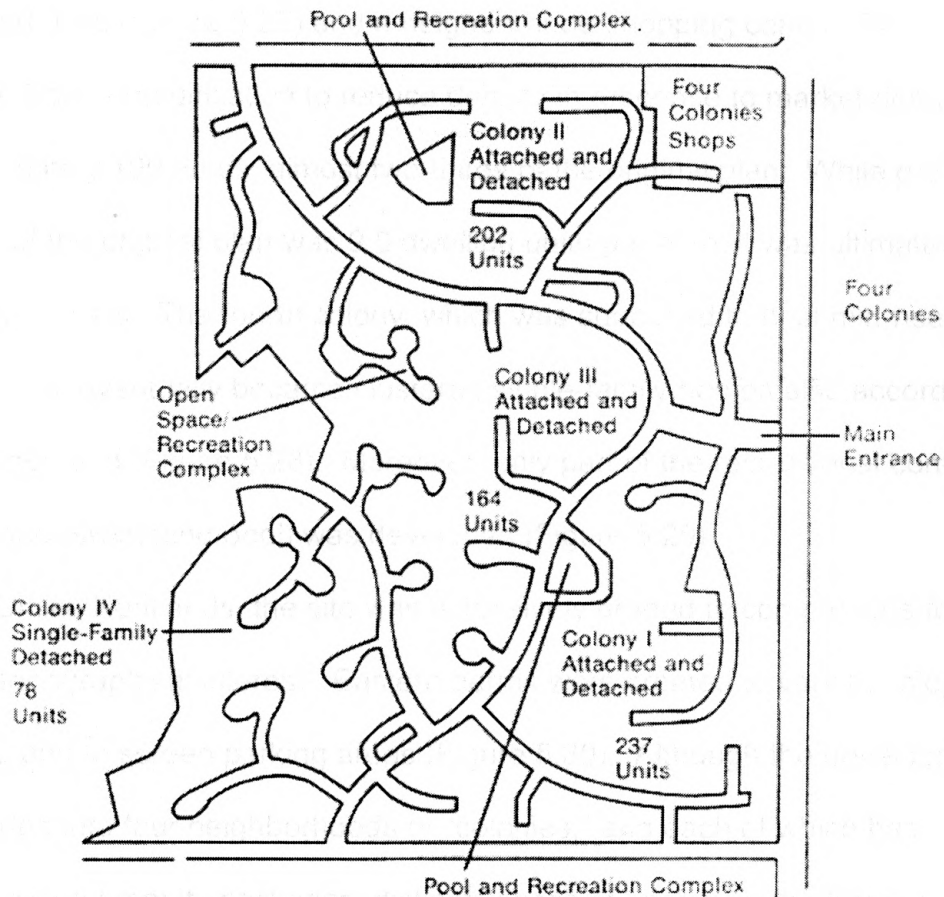 Pool and Recreation Complex
Four
Colonies
Shops
Colony II
Attached and
Detached
202
Units
Four
Colonies
Open
Space/
Recreation
Complex
Colony III
Attached and
Detached
Main
Entrance
164
Units
Colony IV
Single-Family
Detached
78
Units
Colony I
Attached and
Detached
237
Units
Pool and Recreation Complex